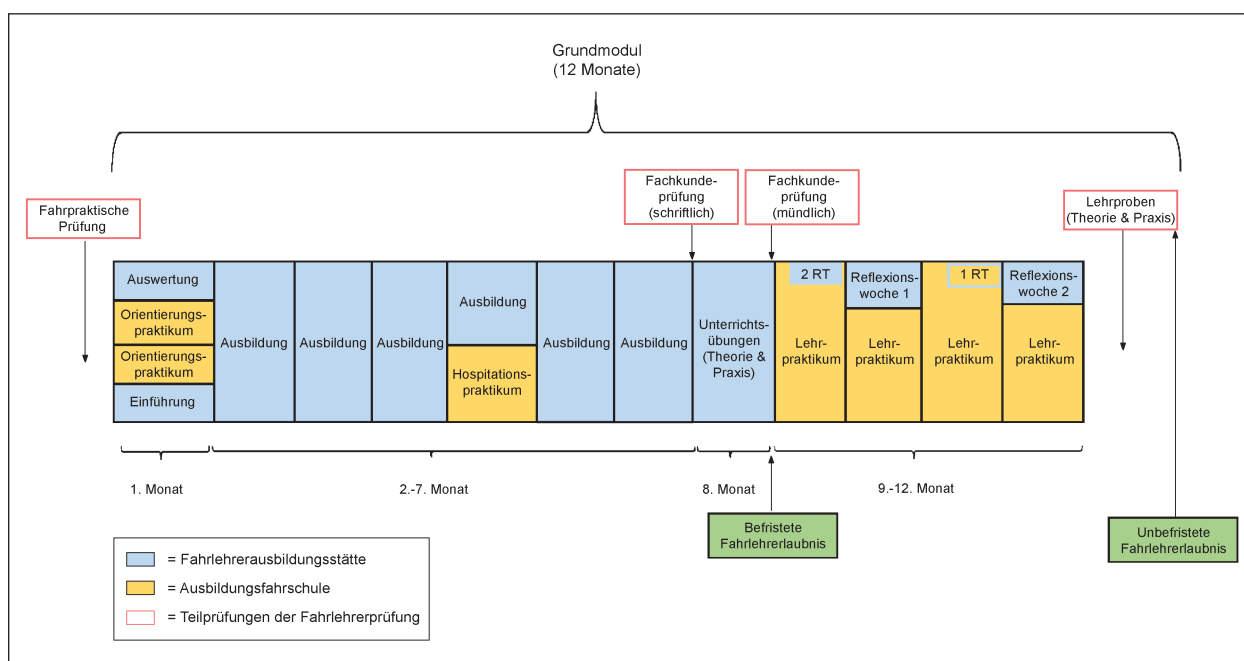 Grundmodul
(12 Monate)
Fahrpraktische
Prüfung
Fachkunde-
prüfung
(schriftlich)
Fachkunde-
prüfung
(mündlich)
Lehrproben
(Theorie & Praxis)
Auswertung
Orientierungs-
praktikum
Orientierungs-
praktikum
Einführung
Ausbildung
Ausbildung
Ausbildung
Ausbildung
Hospitations-
praktikum
Ausbildung
Ausbildung
Unterrichts-
übungen
(Theorie &
Praxis)
2 RT
Lehr-
praktikum
Reflexions-
woche 1
Lehr-
praktikum
1 RT
Lehr-
praktikum
Reflexions-
woche 2
Lehr-
praktikum
1. Monat
2.-7. Monat
8. Monat
9.-12. Monat
Befristete
Fahrlehrerlaubnis
Unbefristete
Fahrlehrerlaubnis
= Fahrlehrerausbildungsstätte
= Ausbildungsfahrschule
= Teilprüfungen der Fahrlehrerprüfung